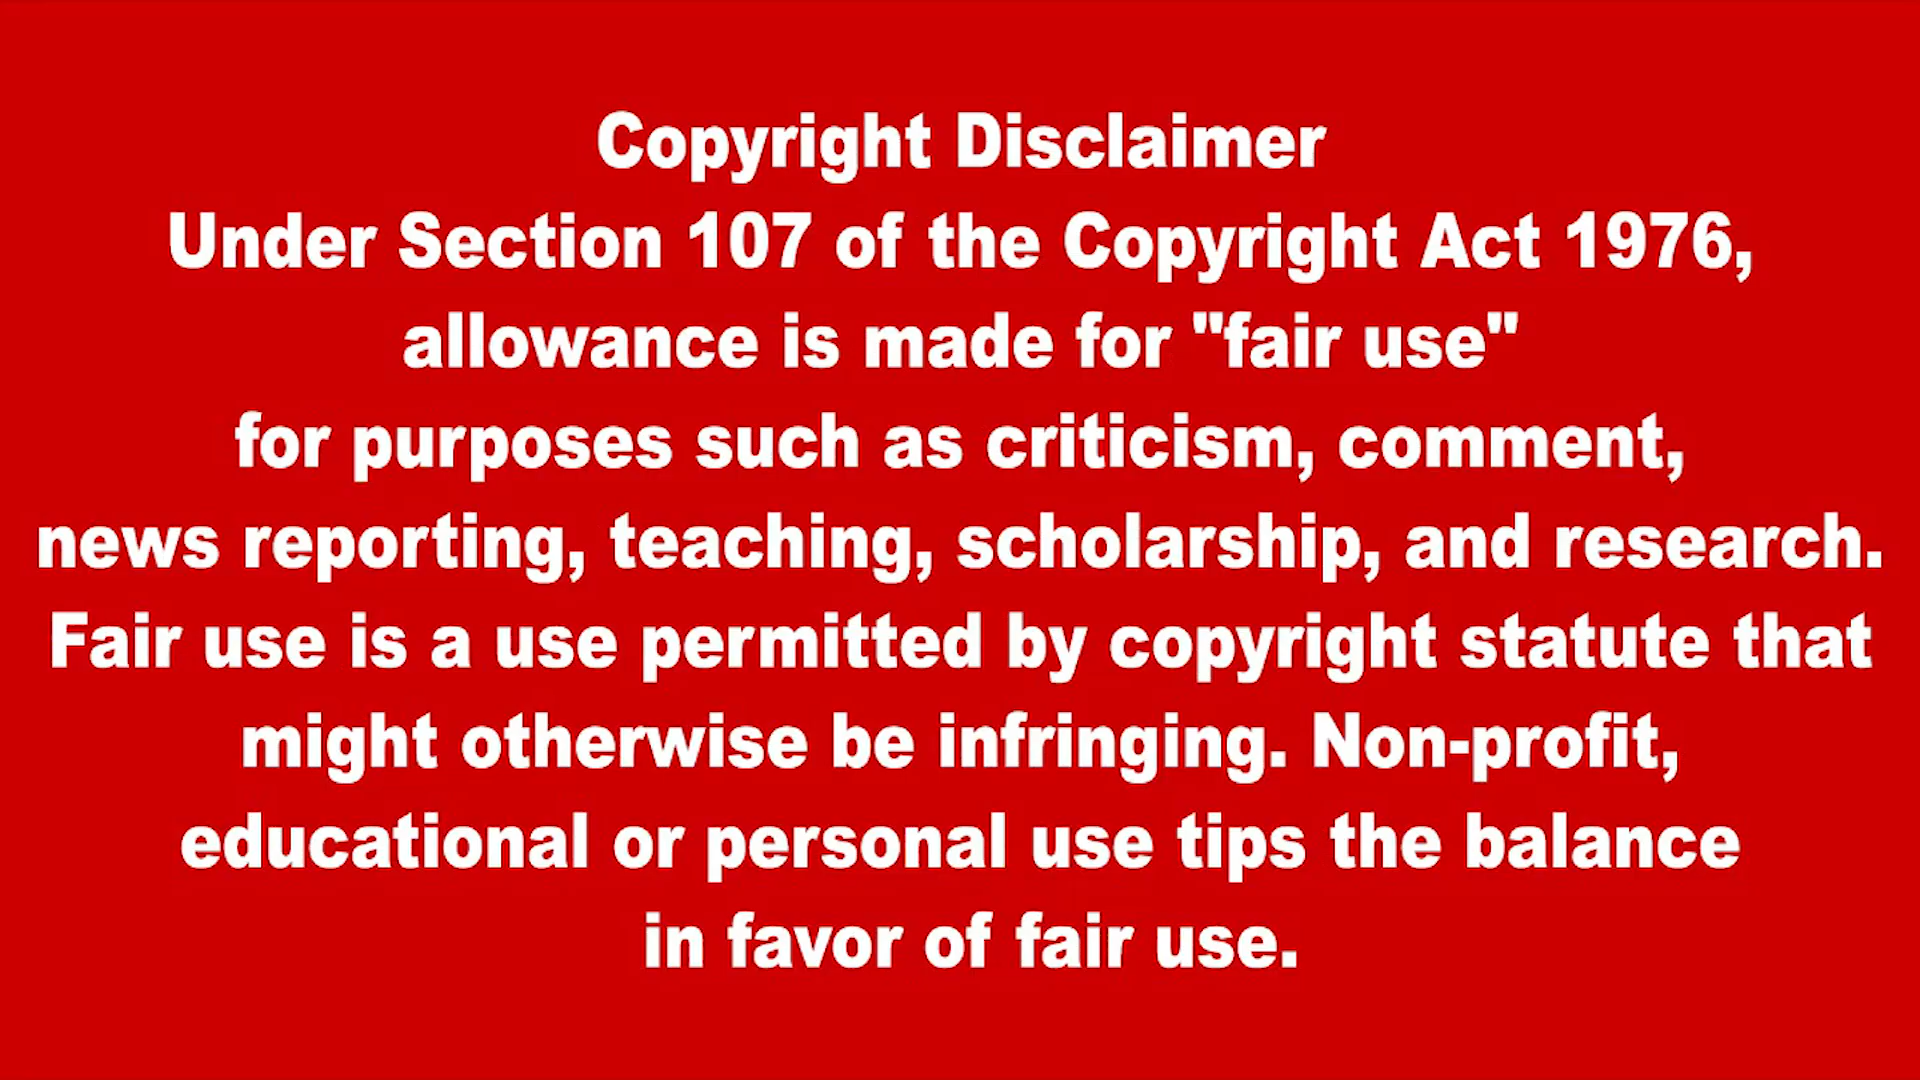 Copyright Disclaimer
Under Section 107 of the Copyright Act 1976,
allowance is made for "fair use"
for purposes such as criticism, comment,
news reporting, teaching, scholarship, and research.
Fair use is a use permitted by copyright statute that
might otherwise be infringing. Non-profit,
educational or personal use tips the balance
in favor of fair use.